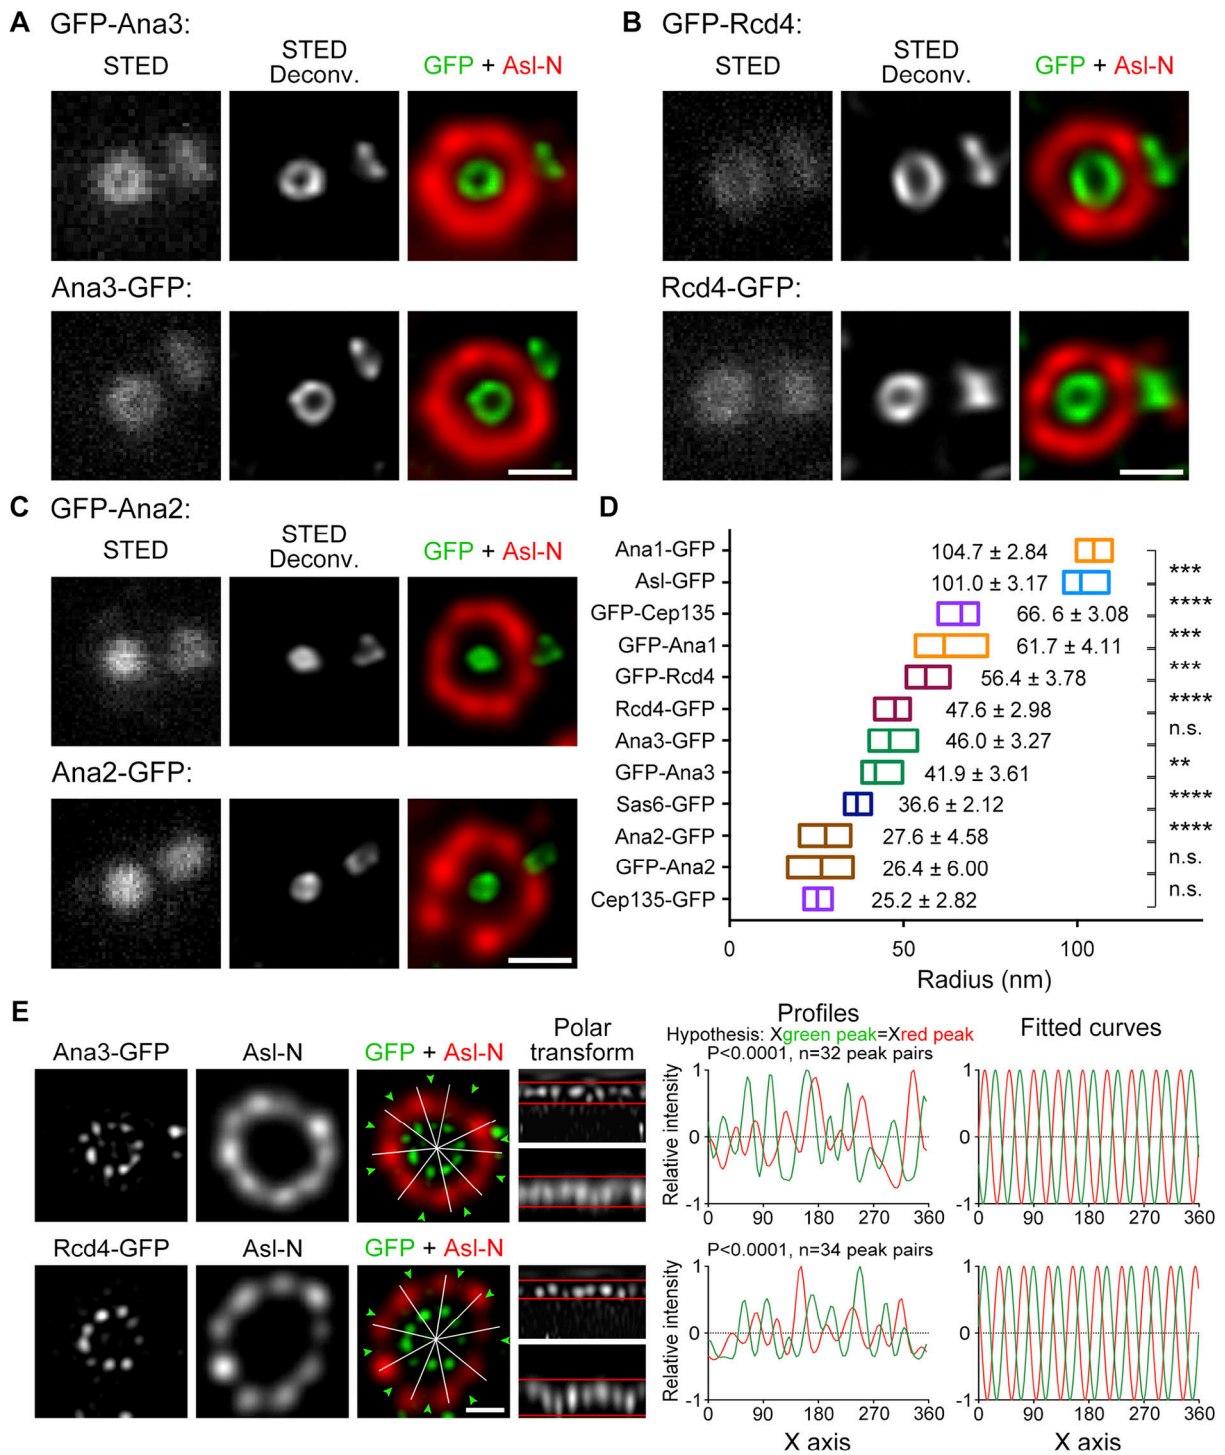 A GFP-Ana3:
STED
STED Deconv.
GFP + Asl-N
Ana3-GFP:
B GFP-Rcd4:
STED
STED Deconv.
GFP + Asl-N
Rcd4-GFP:
C GFP-Ana2:
STED
STED Deconv.
GFP + Asl-N
Ana2-GFP:
D
Ana1-GFP 104.7 ± 2.84
***
Asl-GFP 101.0 ± 3.17
****
GFP-Cep135 66. 6 ± 3.08
***
GFP-Ana1 61.7 ± 4.11
***
GFP-Rcd4 56.4 ± 3.78
****
Rcd4-GFP 47.6 ± 2.98
n.s.
Ana3-GFP 46.0 ± 3.27
**
GFP-Ana3 41.9 ± 3.61
****
Sas6-GFP 36.6 ± 2.12
****
Ana2-GFP 27.6 ± 4.58
n.s.
GFP-Ana2 26.4 ± 6.00
n.s.
Cep135-GFP 25.2 ± 2.82
0 50 100
Radius (nm)
E
Ana3-GFP
Asl-N
GFP + Asl-N
Polar
transform
Profiles
Hypothesis: Xgreen peak=Xred peak
P<0.0001, n=32 peak pairs
Relative intensity
1
0
-1
0 90 180 270 360
Fitted curves
1
0
-1
0 90 180 270 360
Rcd4-GFP
Asl-N
GFP + Asl-N
P<0.0001, n=34 peak pairs
Relative intensity
1
0
-1
0 90 180 270 360
X axis
1
0
-1
0 90 180 270 360
X axis